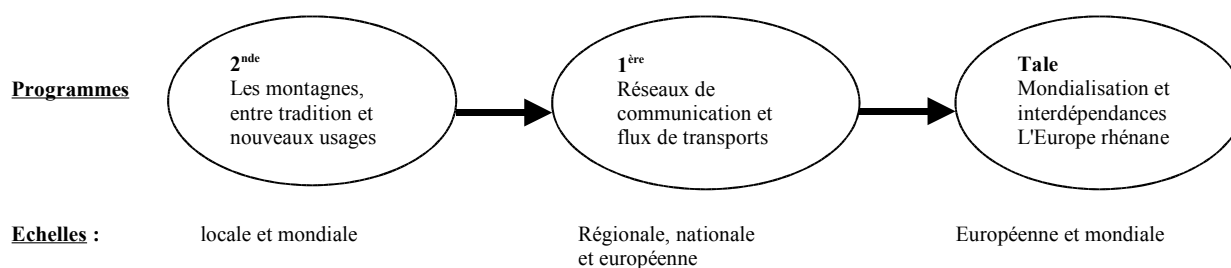 Programmes
2nde
Les montagnes,
entre tradition et
nouveaux usages
1ère
Réseaux de
communication et
flux de transports
Tale
Mondialisation et
interdépendances
L'Europe rhénane
Echelles :
locale et mondiale
Régionale, nationale
et européenne
Européenne et mondiale